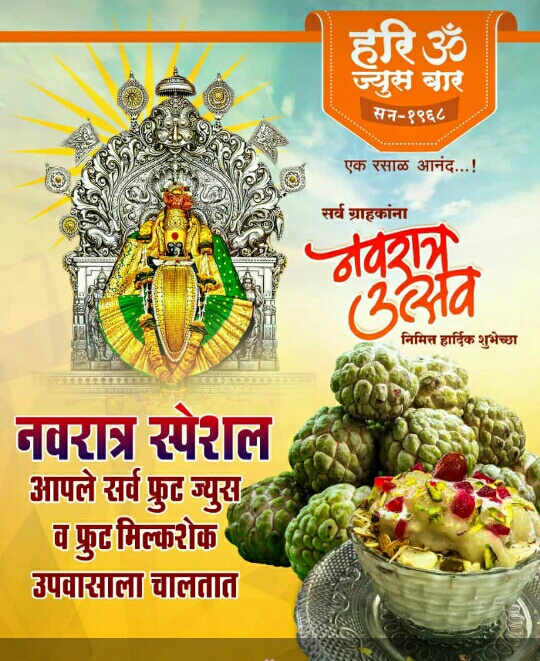 हरि ॐ
ज्युस बार
सन-१९६८
एक रसाळ आनंद...!
सर्व ग्राहकांना
नवरात्र
उत्सव
निमित्त हार्दिक शुभेच्छा
नवरात्र स्पेशल
आपले सर्व फ्रुट ज्युस
व फ्रुट मिल्कशेक
उपवासाला चालतात